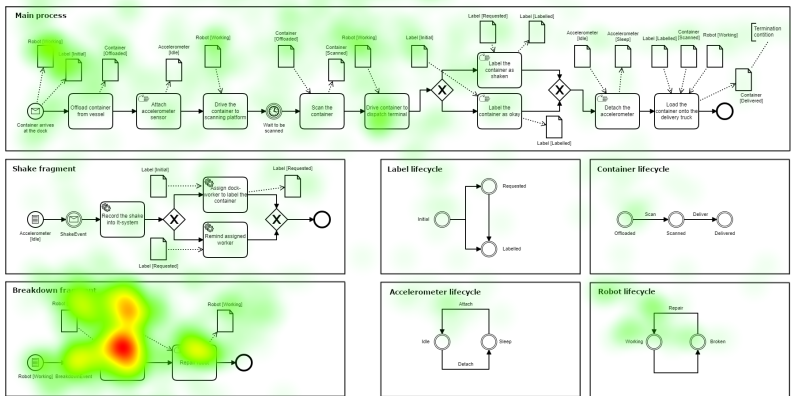 Main process
Robot [Working]
Label [Initial]
Container
[Offloaded]
Accelerometer
[Idle]
Robot [Working]
Container
[Offloaded]
Container
[Scanned]
Robot [Working]
Label [Initial]
Label [Requested]
Label [Labelled]
Accelerometer
[Idle]
Accelerometer
[Sleep]
Label [Labelled]
Container
[Scanned]
Robot [Working]
Termination
contition
Container arrives
at the dock
Offload container
from vessel
Attach
accelerometer
sensor
Drive the
container to
scanning platform
Wait to be
scanned
Scan the
container
Drive container to
dispatch terminal
Label the
container as
shaken
Label the
container as okay
Label [Labelled]
Detach the
accelerometer
Load the
container onto the
delivery truck
Container
[Delivered]
Shake fragment
Label [Initial]
Label [Requested]
Accelerometer
[Idle]
ShakeEvent
Record the shake
into it-system
Assign dock-
worker to label the
container
Remind assigned
worker
Label [Requested]
Label lifecycle
Initial
Requested
Labelled
Container lifecycle
Scan
Deliver
Offloaded
Scanned
Delivered
Breakdown fragment
Robot
Robot [Working]
Robot [Working]
Accelerometer lifecycle
Attach
Idle
Sleep
Detach
Robot lifecycle
Repair
Working
Broken